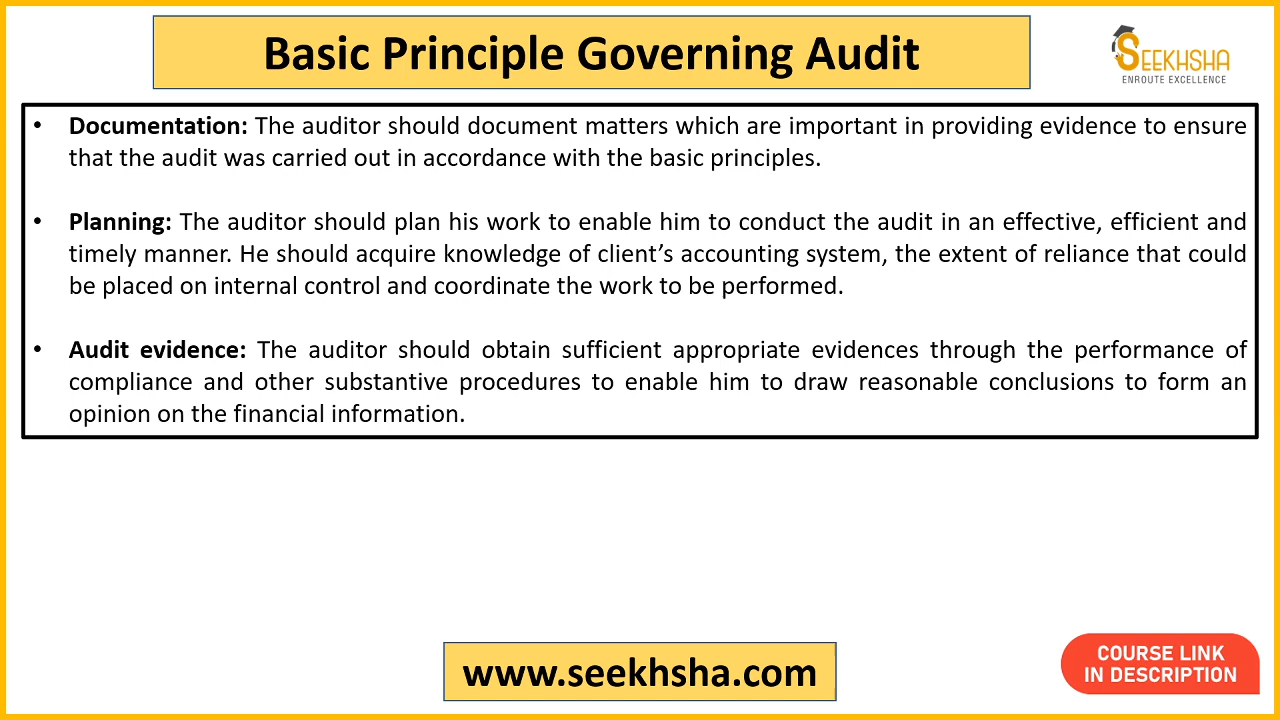 Basic Principle Governing Audit
SEEKHSHA
ENROUTE EXCELLENCE
• Documentation: The auditor should document matters which are important in providing evidence to ensure
that the audit was carried out in accordance with the basic principles.
• Planning: The auditor should plan his work to enable him to conduct the audit in an effective, efficient and
timely manner. He should acquire knowledge of client’s accounting system, the extent of reliance that could
be placed on internal control and coordinate the work to be performed.
• Audit evidence: The auditor should obtain sufficient appropriate evidences through the performance of
compliance and other substantive procedures to enable him to draw reasonable conclusions to form an
opinion on the financial information.
www.seekhsha.com
COURSE LINK
IN DESCRIPTION